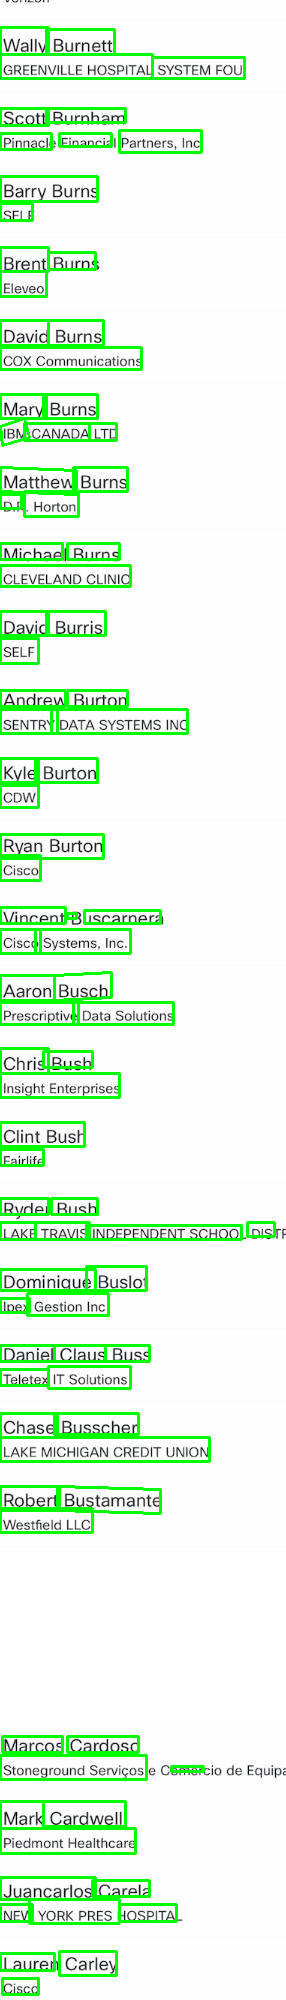 Verizon
Wally Burnett
GREENVILLE HOSPITAL SYSTEM FOU
Scott Burnham
Pinnacle Financial Partners, Inc
Barry Burns
SELF
Brent Burns
Eleveo
David Burns
COX Communications
Mary Burns
IBM CANADA LTD
Matthew Burns
D.R. Horton
Michael Burns
CLEVELAND CLINIC
David Burris
SELF
Andrew Burton
SENTRY DATA SYSTEMS INC
Kyle Burton
CDW
Ryan Burton
Cisco
Vincent Buscarnera
Cisco Systems, Inc.
Aaron Busch
Prescriptive Data Solutions
Chris Bush
Insight Enterprises
Clint Bush
Fairlife
Ryder Bush
LAKE TRAVIS INDEPENDENT SCHOOL DISTR
Dominique Buslot
Ipex Gestion Inc
Daniel Claus Buss
Teletex IT Solutions
Chase Busscher
LAKE MICHIGAN CREDIT UNION
Robert Bustamante
Westfield LLC
Marcos Cardoso
Stoneground Serviços e Comercio de Equipa
Mark Cardwell
Piedmont Healthcare
Juancarlos Carela
NEW YORK PRES HOSPITAL
Lauren Carley
Cisco